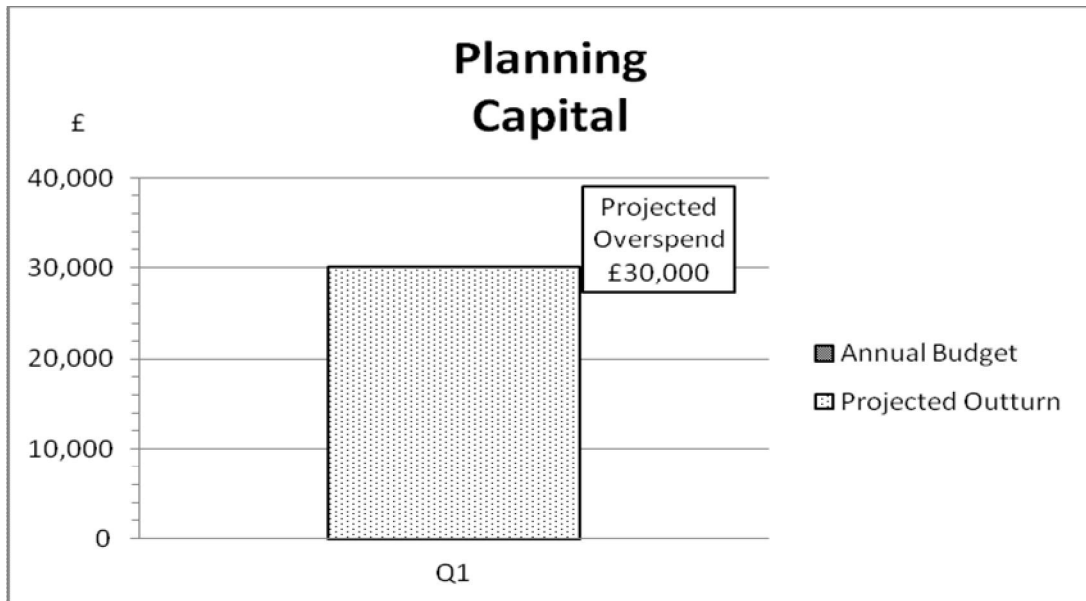 Planning
Capital
£
40,000
30,000
20,000
10,000
0
Projected
Overspend
£30,000
Annual Budget
Projected Outturn
Q1